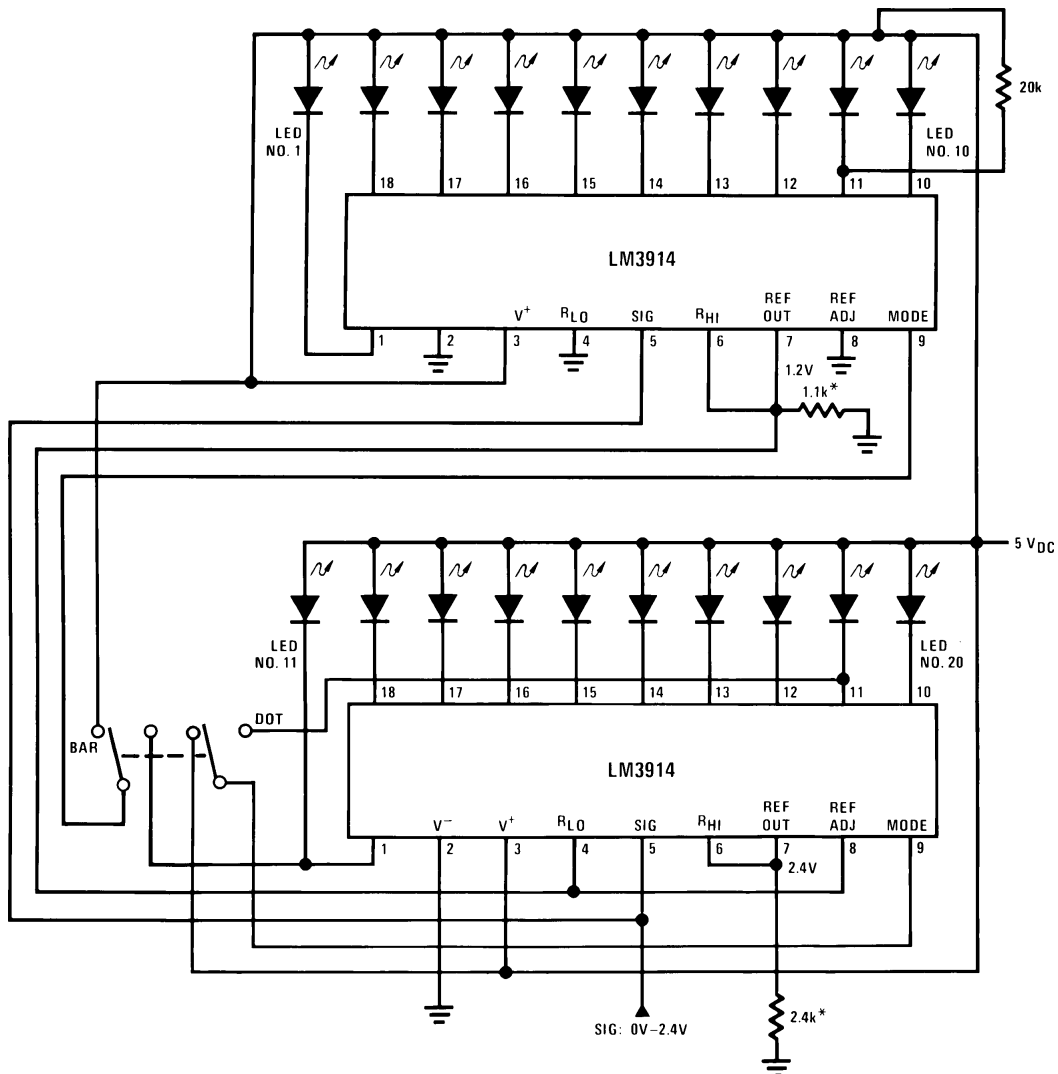 20k
LED
NO. 1
LED
NO. 10
18 17 16 15 14 13 12 11 10
LM3914
V+ RLO SIG RHI REF OUT REF ADJ MODE
1 2 3 4 5 6 7 8 9
1.2V
1.1k*
5 VDC
LED
NO. 11
LED
NO. 20
18 17 16 15 14 13 12 11 10
DOT
BAR
LM3914
V− V+ RLO SIG RHI REF OUT REF ADJ MODE
1 2 3 4 5 6 7 8 9
2.4V
2.4k*
SIG: 0V–2.4V